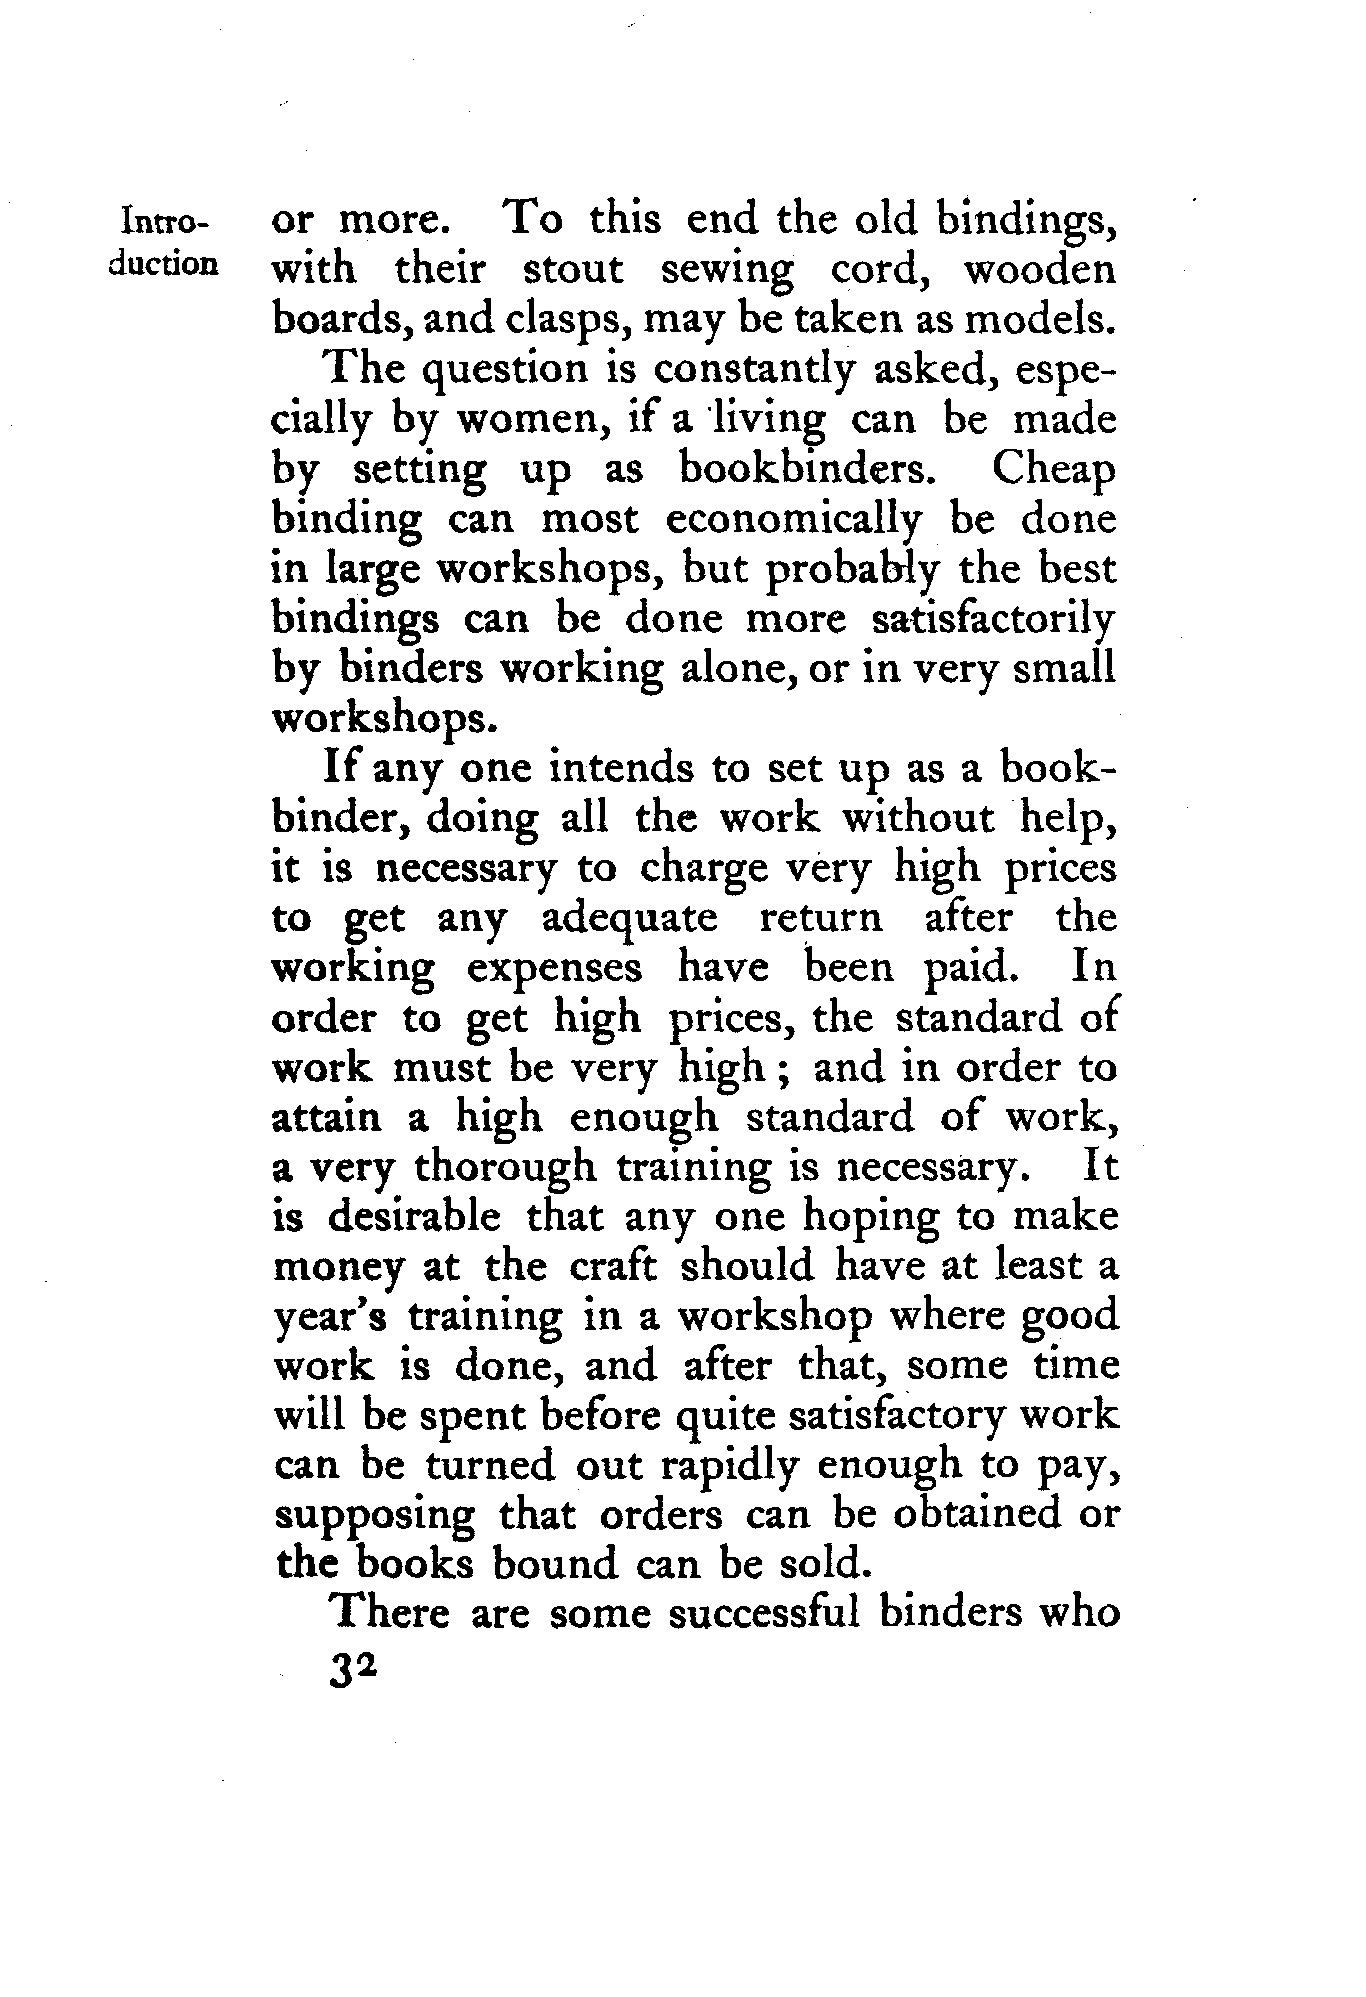 Intro-
duction
or more. To this end the old bindings,
with their stout sewing cord, wooden
boards, and clasps, may be taken as models.
The question is constantly asked, espe-
cially by women, if a living can be made
by setting up as bookbinders. Cheap
binding can most economically be done
in large workshops, but probably the best
bindings can be done more satisfactorily
by binders working alone, or in very small
workshops.
If any one intends to set up as a book-
binder, doing all the work without help,
it is necessary to charge very high prices
to get any adequate return after the
working expenses have been paid. In
order to get high prices, the standard of
work must be very high ; and in order to
attain a high enough standard of work,
a very thorough training is necessary. It
is desirable that any one hoping to make
money at the craft should have at least a
year's training in a workshop where good
work is done, and after that, some time
will be spent before quite satisfactory work
can be turned out rapidly enough to pay,
supposing that orders can be obtained or
the books bound can be sold.
There are some successful binders who
32